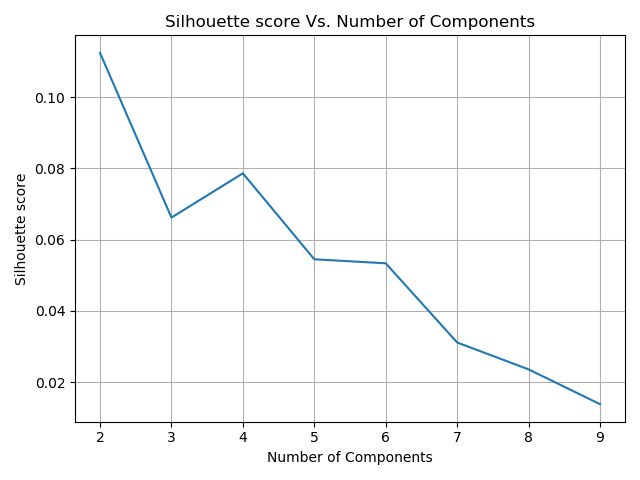 Silhouette score Vs. Number of Components
Silhouette score
0.10
0.08
0.06
0.04
0.02
2 3 4 5 6 7 8 9
Number of Components